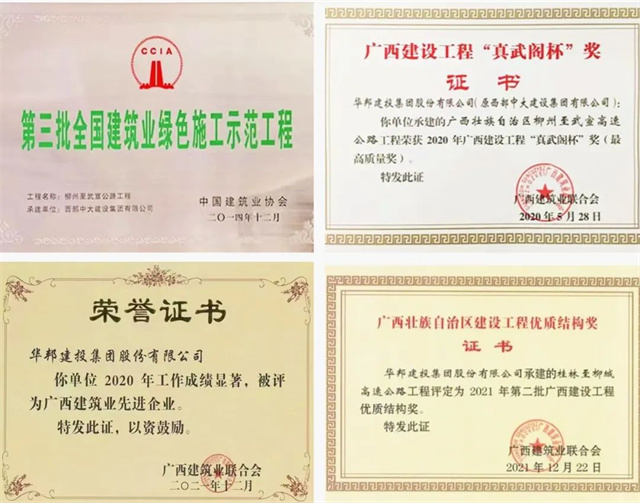 CCIA
第三批全国建筑业绿色施工示范工程
工程名称：柳州至武宣公路工程
承建单位：西部中大建设集团有限公司
中国建筑业协会
二〇一四年十二月
广西建设工程“真武阁杯”奖
证书
华邦建投集团股份有限公司（原西部中大建设集团有限公司）：
你单位承建的广西壮族自治区柳州至武宣高速
公路工程荣获2020年广西建设工程“真武阁杯”奖（最
高质量奖）。
特发此证
广西建筑业联合会
2020年5月28日
荣誉证书
华邦建投集团股份有限公司
你单位2020年工作成绩显著，被评
为广西建筑业先进企业。
特发此证，以资鼓励。
广西建筑业联合会
二〇二一年十二月
广西壮族自治区建设工程优质结构奖
证书
华邦建投集团股份有限公司承建的桂林至柳城
高速公路工程评定为2021年第二批广西建设工程
优质结构奖。
特发此证
广西建筑业联合会
2021年12月22日